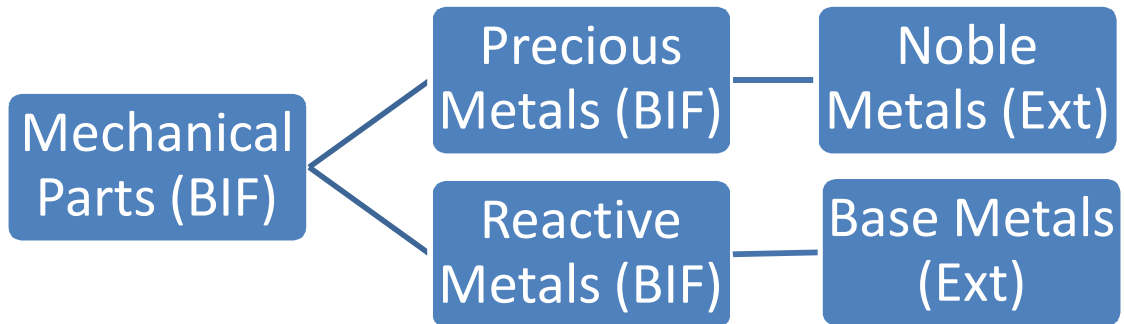 Mechanical
Parts (BIF)
Precious
Metals (BIF)
Noble
Metals (Ext)
Reactive
Metals (BIF)
Base Metals
(Ext)